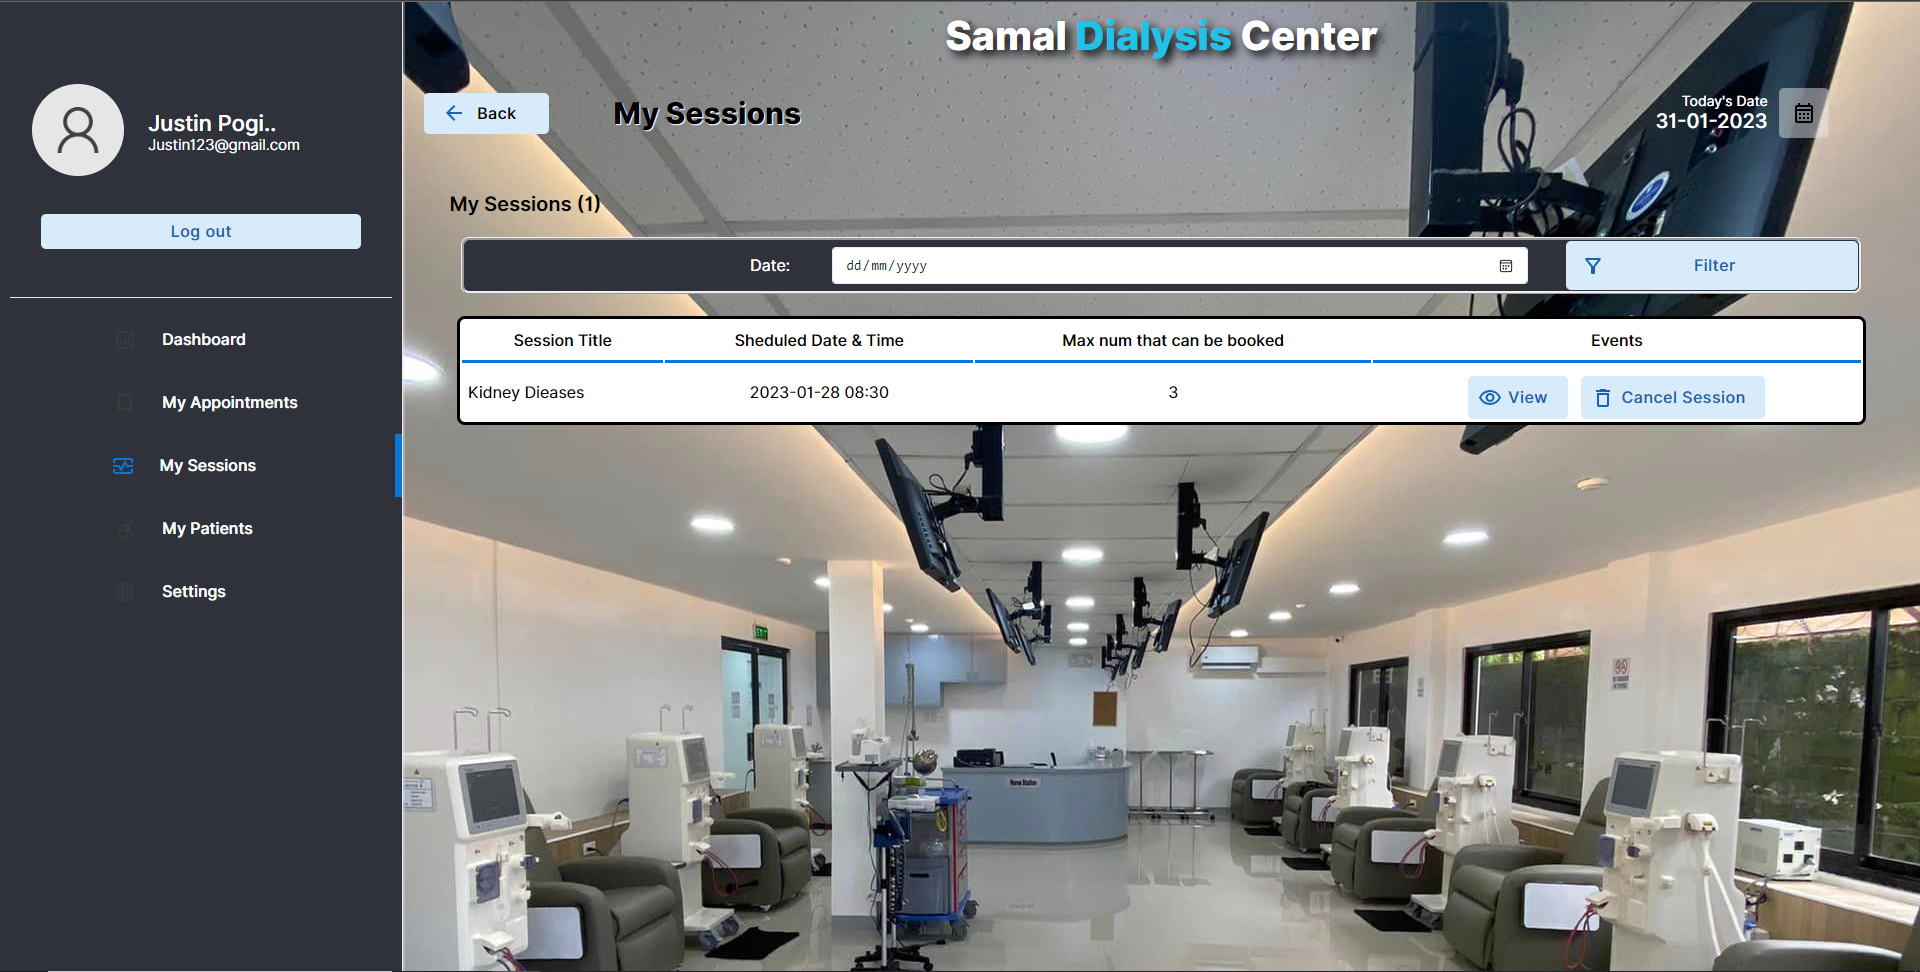 Samal Dialysis Center
Justin Pogi..
Justin123@gmail.com
Log out
Dashboard
My Appointments
My Sessions
My Patients
Settings
Back
My Sessions
Today's Date
31-01-2023
My Sessions (1)
Date:
dd/mm/yyyy
Filter
Session Title
Sheduled Date & Time
Max num that can be booked
Events
Kidney Dieases
2023-01-28 08:30
3
View
Cancel Session
Nurse Station